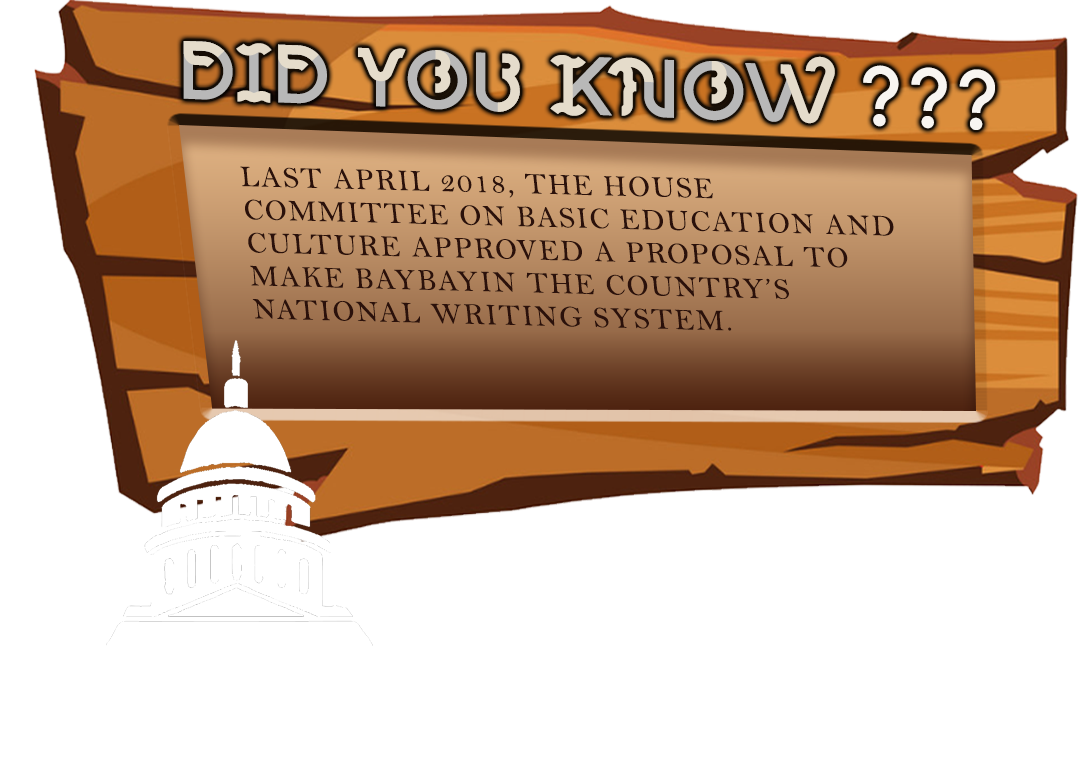 DID YOU KNOW ???
LAST APRIL 2018, THE HOUSE
COMMITTEE ON BASIC EDUCATION AND
CULTURE APPROVED A PROPOSAL TO
MAKE BAYBAYIN THE COUNTRY'S
NATIONAL WRITING SYSTEM.